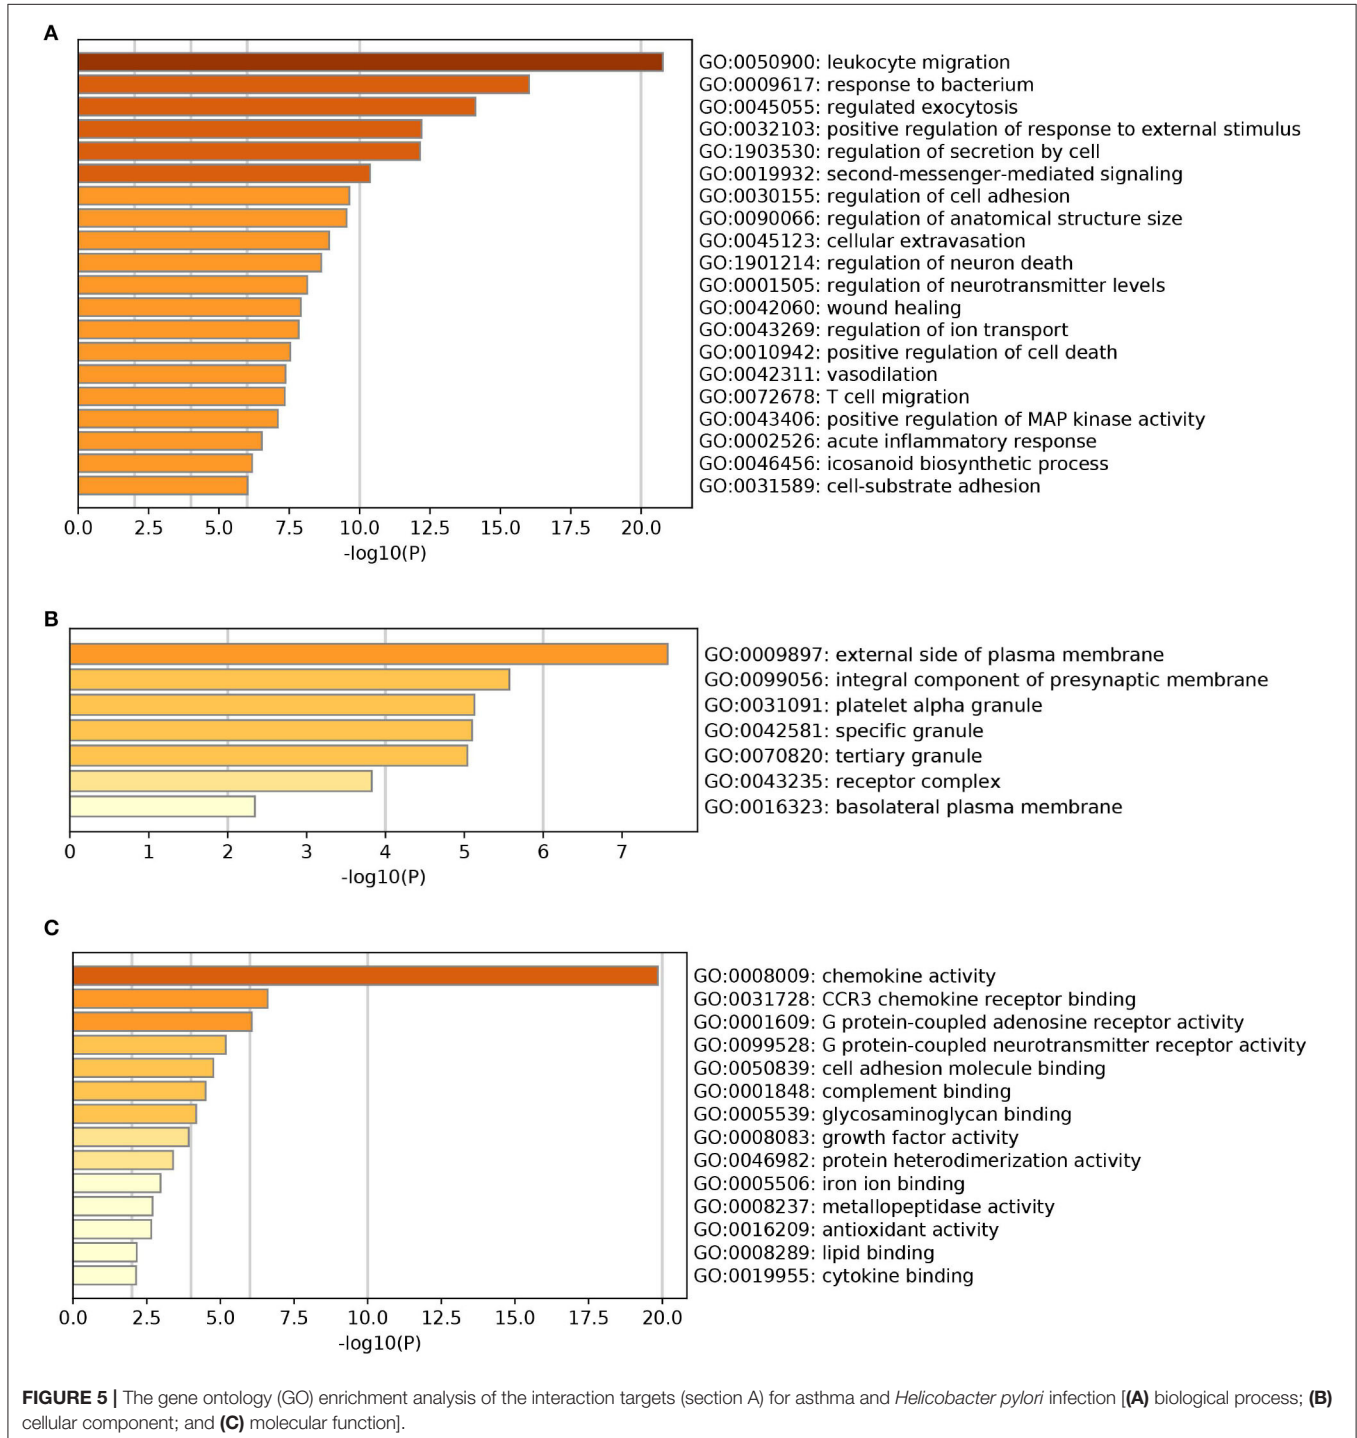 A
GO:0050900: leukocyte migration
GO:0009617: response to bacterium
GO:0045055: regulated exocytosis
GO:0032103: positive regulation of response to external stimulus
GO:1903530: regulation of secretion by cell
GO:0019932: second-messenger-mediated signaling
GO:0030155: regulation of cell adhesion
GO:0090066: regulation of anatomical structure size
GO:0045123: cellular extravasation
GO:1901214: regulation of neuron death
GO:0001505: regulation of neurotransmitter levels
GO:0042060: wound healing
GO:0043269: regulation of ion transport
GO:0010942: positive regulation of cell death
GO:0042311: vasodilation
GO:0072678: T cell migration
GO:0043406: positive regulation of MAP kinase activity
GO:0002526: acute inflammatory response
GO:0046456: icosanoid biosynthetic process
GO:0031589: cell-substrate adhesion
0.0 2.5 5.0 7.5 10.0 12.5 15.0 17.5 20.0
-log10(P)
B
GO:0009897: external side of plasma membrane
GO:0099056: integral component of presynaptic membrane
GO:0031091: platelet alpha granule
GO:0042581: specific granule
GO:0070820: tertiary granule
GO:0043235: receptor complex
GO:0016323: basolateral plasma membrane
0 1 2 3 4 5 6 7
-log10(P)
C
GO:0008009: chemokine activity
GO:0031728: CCR3 chemokine receptor binding
GO:0001609: G protein-coupled adenosine receptor activity
GO:0099528: G protein-coupled neurotransmitter receptor activity
GO:0050839: cell adhesion molecule binding
GO:0001848: complement binding
GO:0005539: glycosaminoglycan binding
GO:0008083: growth factor activity
GO:0046982: protein heterodimerization activity
GO:0005506: iron ion binding
GO:0008237: metallopeptidase activity
GO:0016209: antioxidant activity
GO:0008289: lipid binding
GO:0019955: cytokine binding
0.0 2.5 5.0 7.5 10.0 12.5 15.0 17.5 20.0
-log10(P)
FIGURE 5 | The gene ontology (GO) enrichment analysis of the interaction targets (section A) for asthma and Helicobacter pylori infection [(A) biological process; (B)
cellular component; and (C) molecular function].